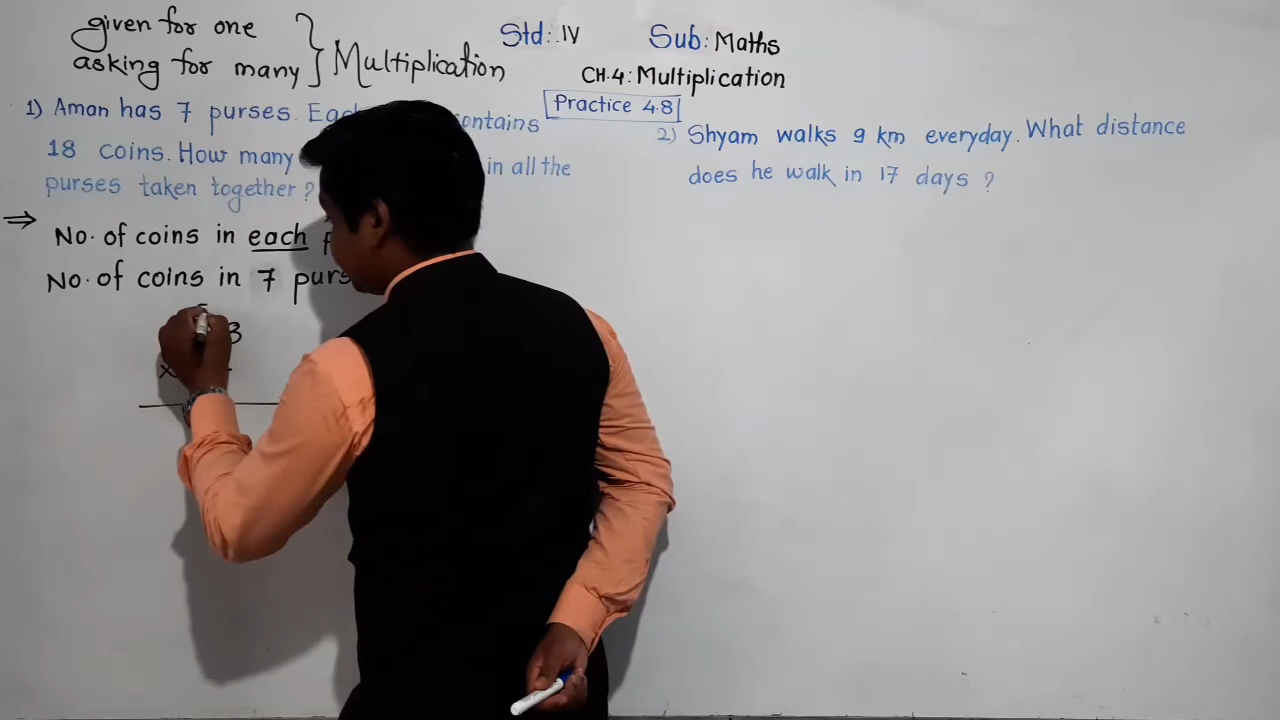 given for one
asking for many } Multiplication
Std: IV Sub: Maths
CH.4: Multiplication
Practice 4.8
1) Aman has 7 purses. Each contains
18 coins. How many in all the
purses taken together?
⇒ No. of coins in each
No. of coins in 7 purs
×
2) Shyam walks 9 km everyday. What distance
does he walk in 17 days ?